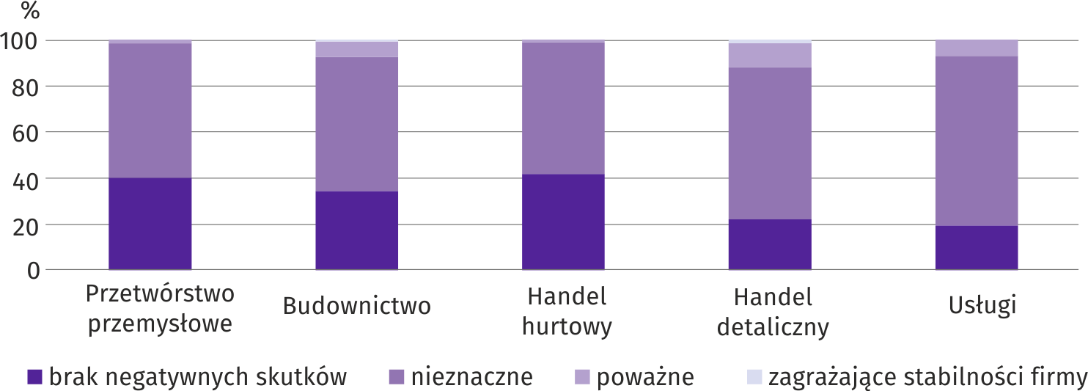 %
100
80
60
40
20
0
Przetwórstwo
przemysłowe
Budownictwo
Handel
hurtowy
Handel
detaliczny
Usługi
brak negatywnych skutków nieznaczne poważne zagrażające stabilności firmy